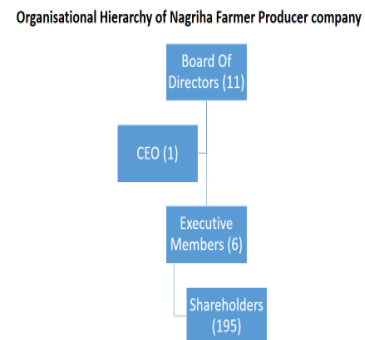 Organisational Hierarchy of Nagriha Farmer Producer company
Board Of
Directors (11)
CEO (1)
Executive
Members (6)
Shareholders
(195)